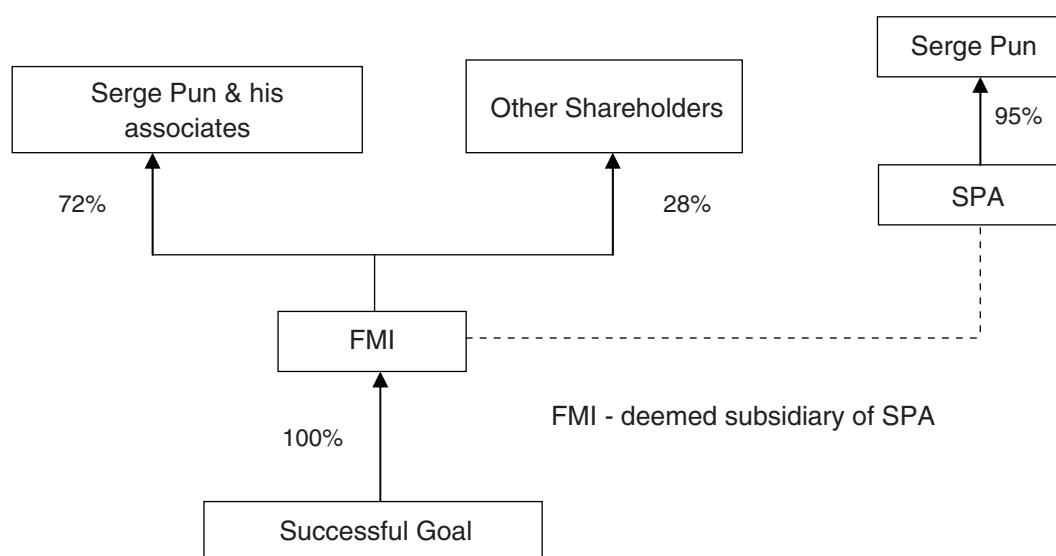 Serge Pun
Serge Pun & his
associates
Other Shareholders
95%
SPA
72%
28%
FMI
FMI - deemed subsidiary of SPA
100%
Successful Goal